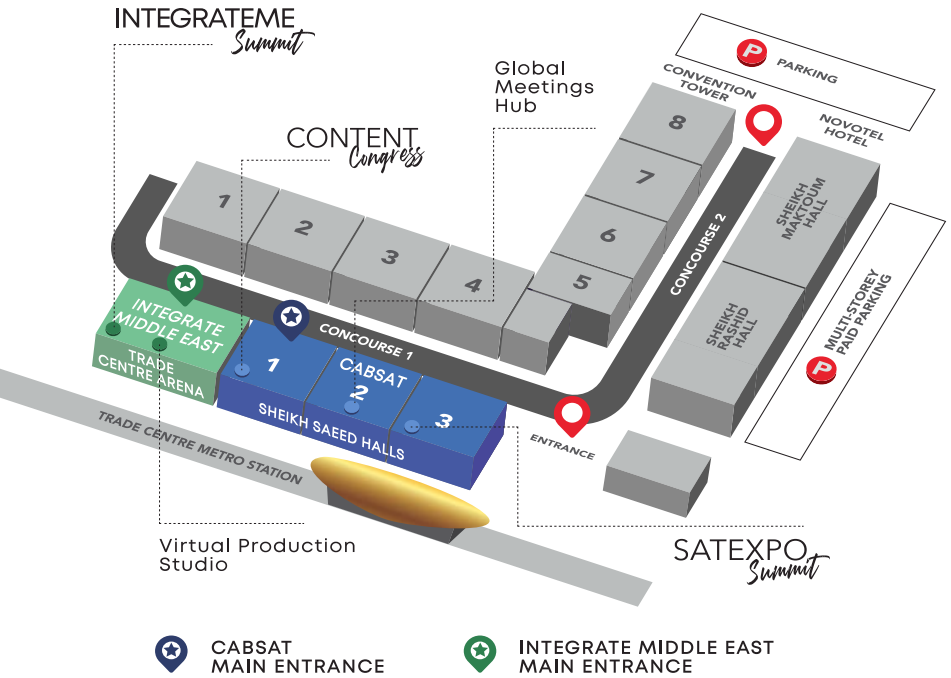 INTEGRATEME
Summit
Global
Meetings
Hub
P
PARKING
CONVENTION
TOWER
NOVOTEL
HOTEL
CONTENT
Congress
1
2
3
4
5
6
7
8
SHEIKH
MAKTOUM
HALL
CONCOURSE 2
SHEIKH
RASHID
HALL
MULTI-STOREY
PAID PARKING
P
INTEGRATE
MIDDLE EAST
TRADE
CENTRE ARENA
CONCOURSE 1
1
CABSAT
2
3
SHEIKH SAEED HALLS
ENTRANCE
TRADE CENTRE METRO STATION
Virtual Production
Studio
SATEXPO
Summit
CABSAT
MAIN ENTRANCE
INTEGRATE MIDDLE EAST
MAIN ENTRANCE